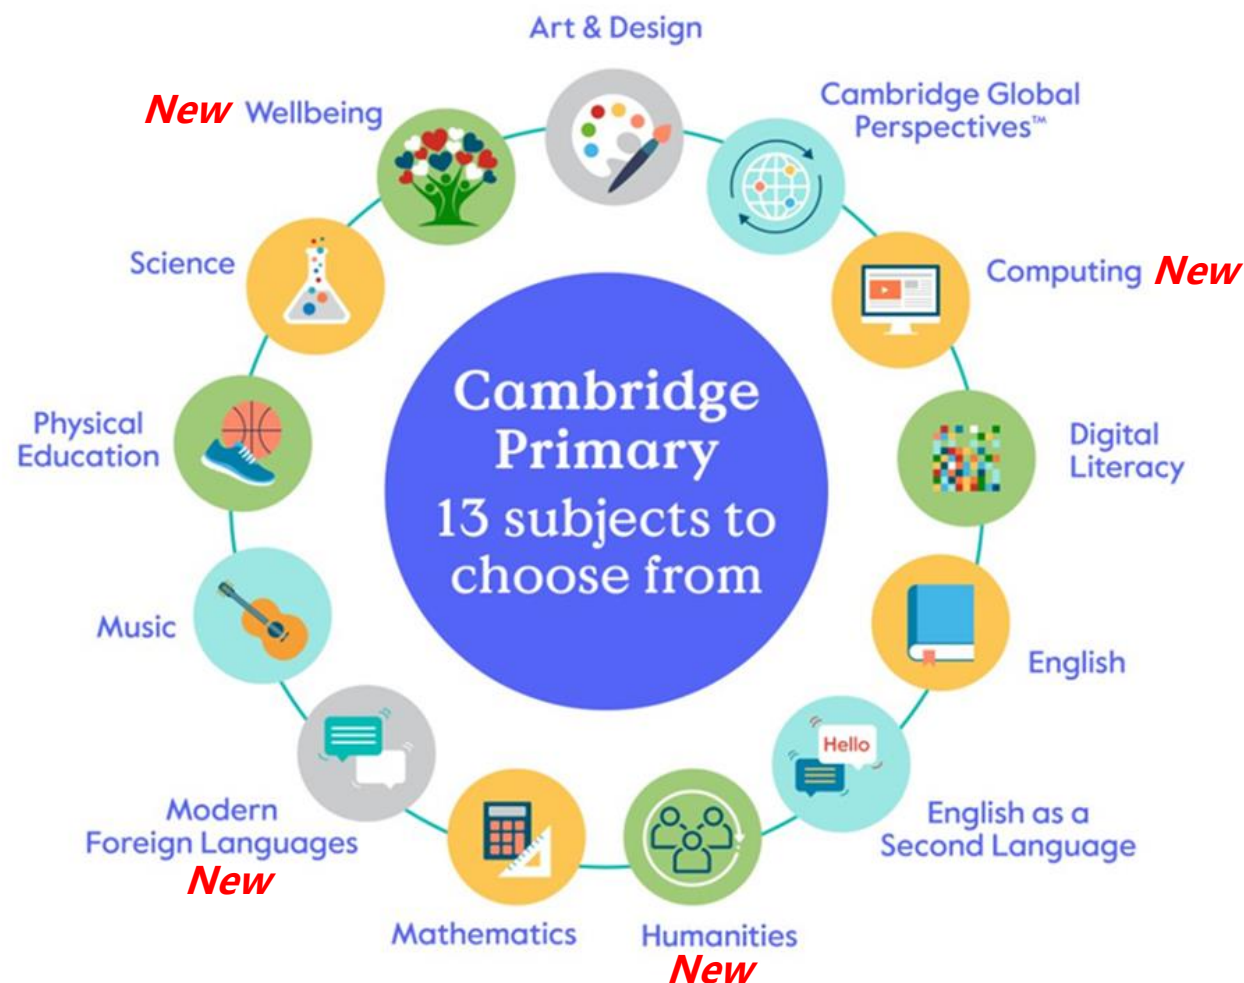 Art & Design
Cambridge Global
Perspectives™
Computing New
Digital
Literacy
English
Hello
English as a
Second Language
Humanities
New
Mathematics
Modern
Foreign Languages
New
Music
Physical
Education
Science
New Wellbeing
Cambridge
Primary
13 subjects to
choose from